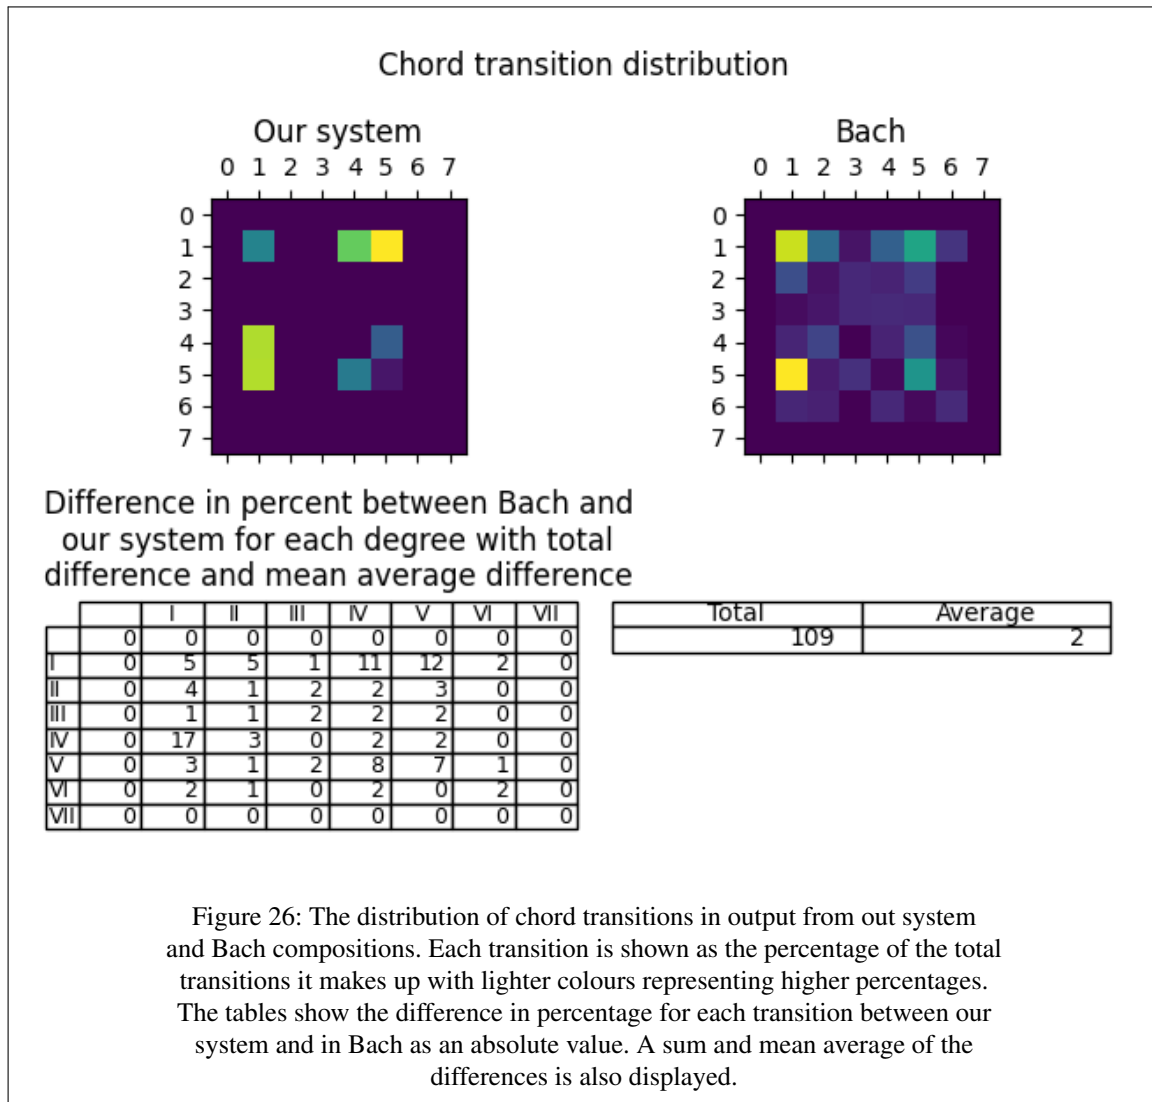 Chord transition distribution
Our system
0 1 2 3 4 5 6 7
0
1
2
3
4
5
6
7
Bach
0 1 2 3 4 5 6 7
0
1
2
3
4
5
6
7
Difference in percent between Bach and
our system for each degree with total
difference and mean average difference
I II III IV V VI VII
0 0 0 0 0 0 0 0
I 0 5 5 1 11 12 2 0
II 0 4 1 2 2 3 0 0
III 0 1 1 2 2 2 0 0
IV 0 17 3 0 2 2 0 0
V 0 3 1 2 8 7 1 0
VI 0 2 1 0 2 0 2 0
VII 0 0 0 0 0 0 0 0
Total Average
109 2
Figure 26: The distribution of chord transitions in output from out system
and Bach compositions. Each transition is shown as the percentage of the total
transitions it makes up with lighter colours representing higher percentages.
The tables show the difference in percentage for each transition between our
system and in Bach as an absolute value. A sum and mean average of the
differences is also displayed.